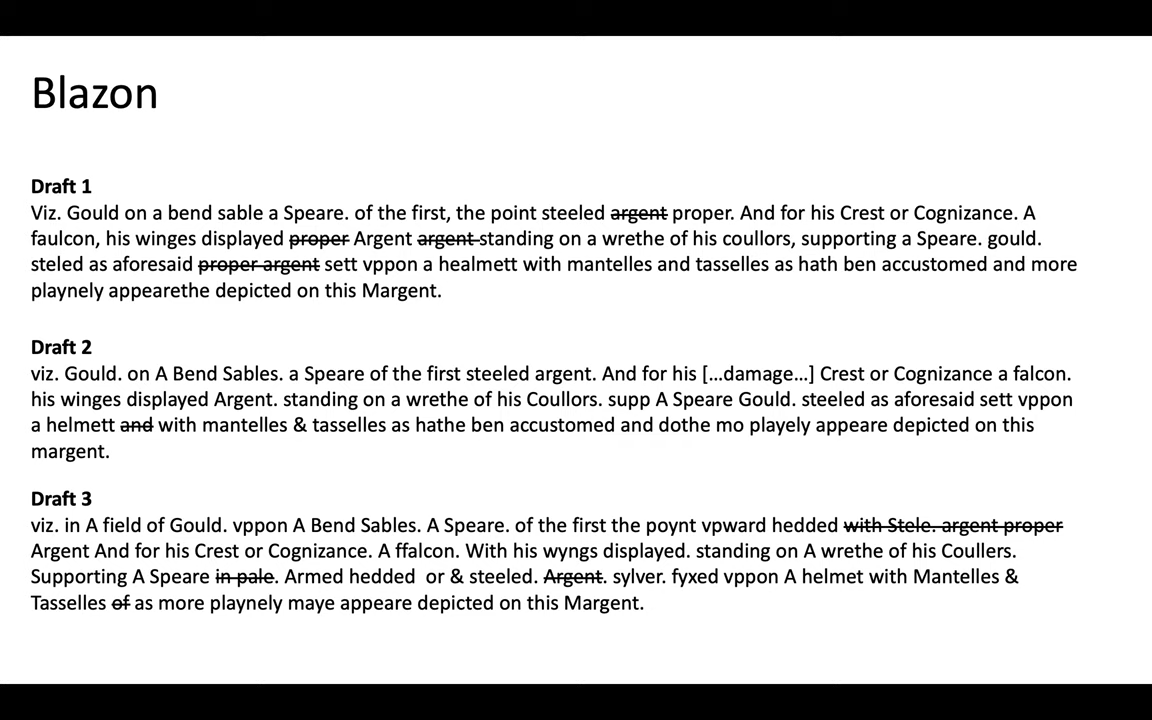 Blazon
Draft 1
Viz. Gould on a bend sable a Speare. of the first, the point steeled argent proper. And for his Crest or Cognizance. A
faulcon, his winges displayed proper Argent argent standing on a wrethe of his coullors, supporting a Speare. gould.
steled as aforesaid proper argent sett vppon a healmett with mantelles and tasselles as hath ben accustomed and more
playnely appearethe depicted on this Margent.
Draft 2
viz. Gould. on A Bend Sables. a Speare of the first steeled argent. And for his [...damage...] Crest or Cognizance a falcon.
his winges displayed Argent. standing on a wrethe of his Coullors. supp A Speare Gould. steeled as aforesaid sett vppon
a helmett and with mantelles & tasselles as hathe ben accustomed and dothe mo playely appeare depicted on this
margent.
Draft 3
viz. in A field of Gould. vppon A Bend Sables. A Speare. of the first the poynt vpward hedded with Stele. argent proper
Argent And for his Crest or Cognizance. A ffalcon. With his wyngs displayed. standing on A wrethe of his Coullers.
Supporting A Speare in pale. Armed hedded or & steeled. Argent. sylver. fyxed vppon A helmet with Mantelles &
Tasselles of as more playnely maye appeare depicted on this Margent.